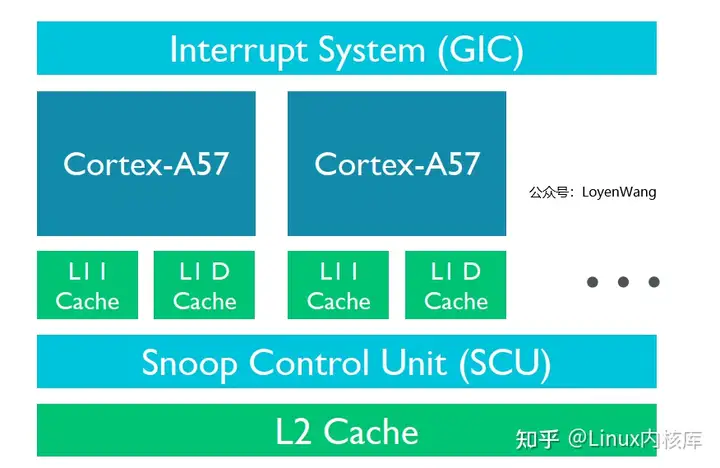 Interrupt System (GIC)
Cortex-A57
Cortex-A57
公众号：LoyenWang
L1 I
Cache
L1 D
Cache
L1 I
Cache
L1 D
Cache
Snoop Control Unit (SCU)
L2 Cache
知乎 @Linux内核库